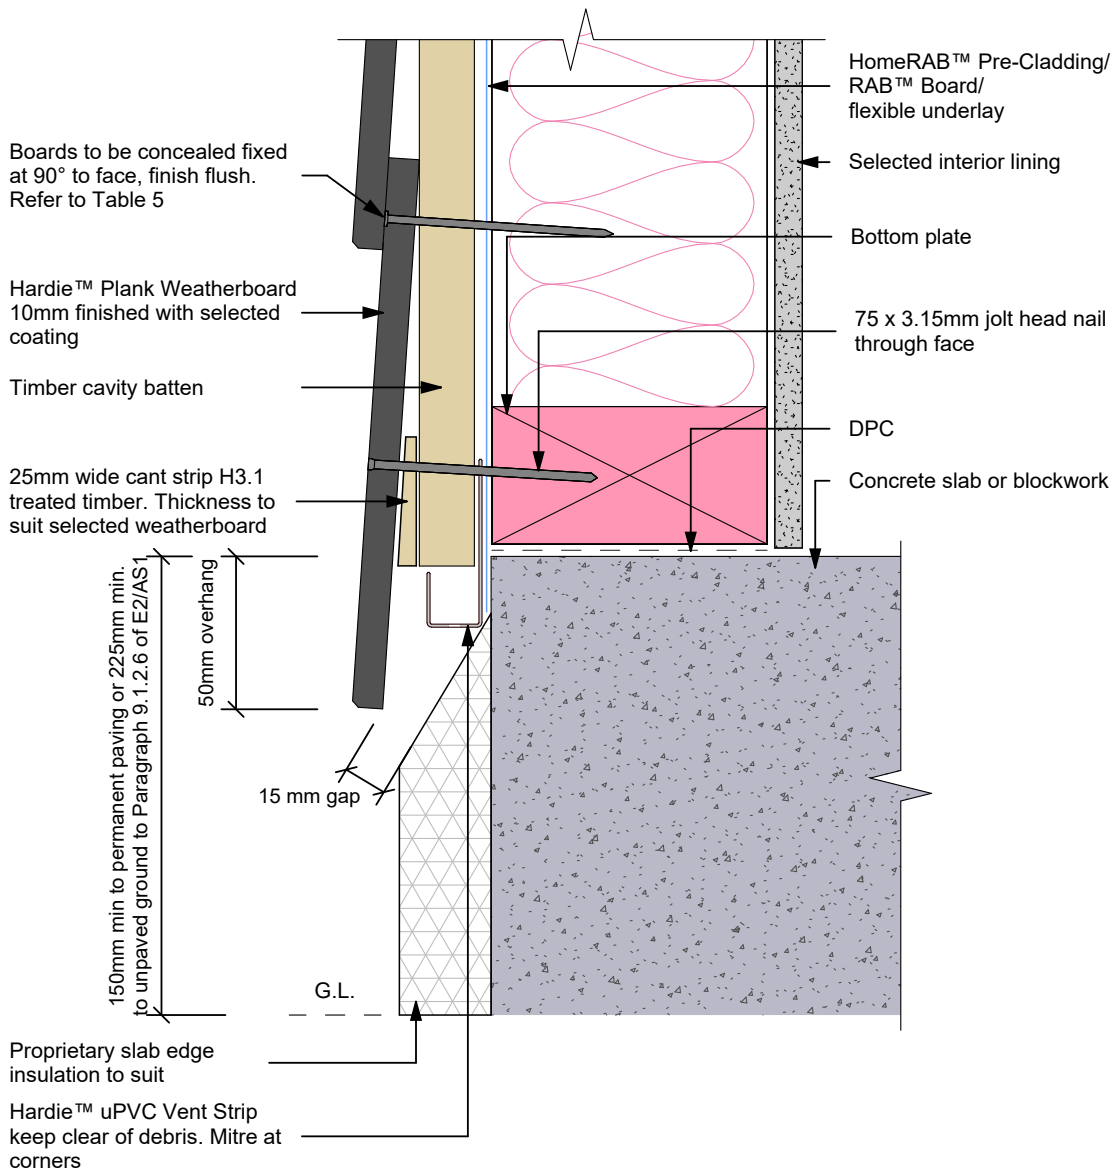 HomeRAB™ Pre-Cladding/
RAB™ Board/
flexible underlay
Boards to be concealed fixed
at 90° to face, finish flush.
Refer to Table 5
Selected interior lining
Bottom plate
Hardie™ Plank Weatherboard
10mm finished with selected
coating
75 x 3.15mm jolt head nail
through face
Timber cavity batten
DPC
25mm wide cant strip H3.1
treated timber. Thickness to
suit selected weatherboard
Concrete slab or blockwork
150mm min to permanent paving or 225mm min.
to unpaved ground to Paragraph 9.1.2.6 of E2/AS1
50mm overhang
15 mm gap
G.L.
Proprietary slab edge
insulation to suit
Hardie™ uPVC Vent Strip
keep clear of debris. Mitre at
corners